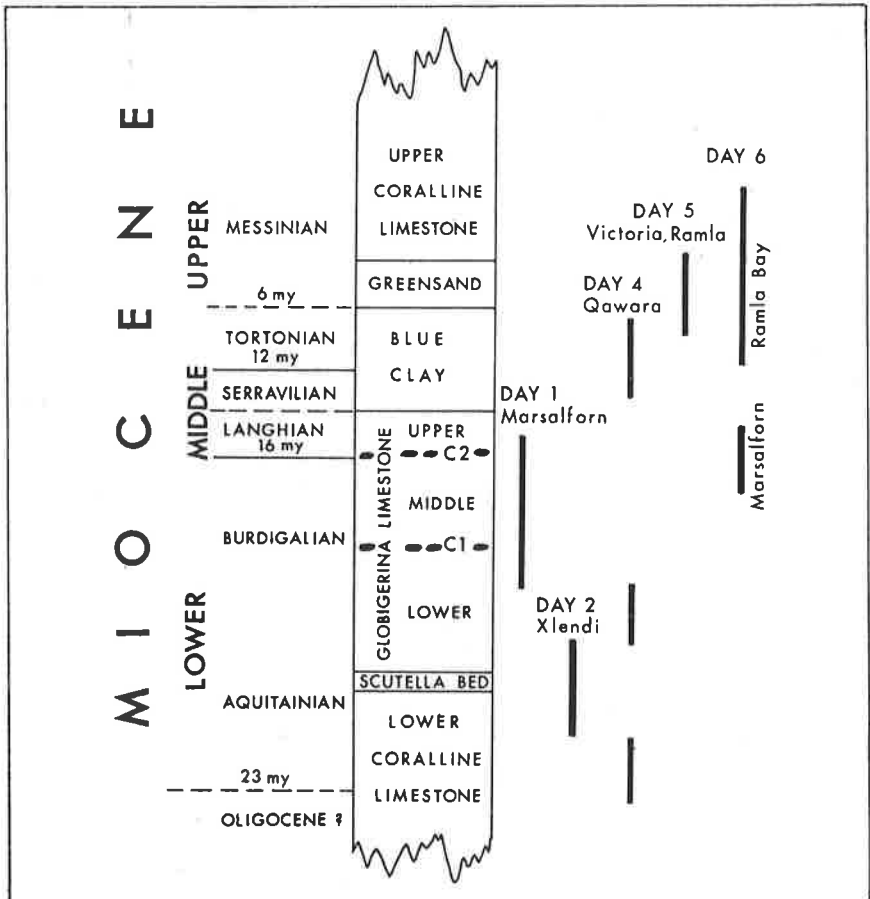 MIOCENE
UPPER
MIDDLE
LOWER
MESSINIAN
6 my
TORTONIAN
12 my
SERRAVILIAN
LANGHIAN
16 my
BURDIGALIAN
AQUITAINIAN
23 my
OLIGOCENE ?
UPPER
CORALLINE
LIMESTONE
GREENSAND
BLUE
CLAY
GLOBIGERINA LIMESTONE
UPPER
C2
MIDDLE
C1
LOWER
SCUTELLA BED
LOWER
CORALLINE
LIMESTONE
DAY 1
Marsalforn
DAY 2
Xlendi
DAY 4
Qawara
DAY 5
Victoria, Ramla
DAY 6
Ramla Bay
Marsalforn